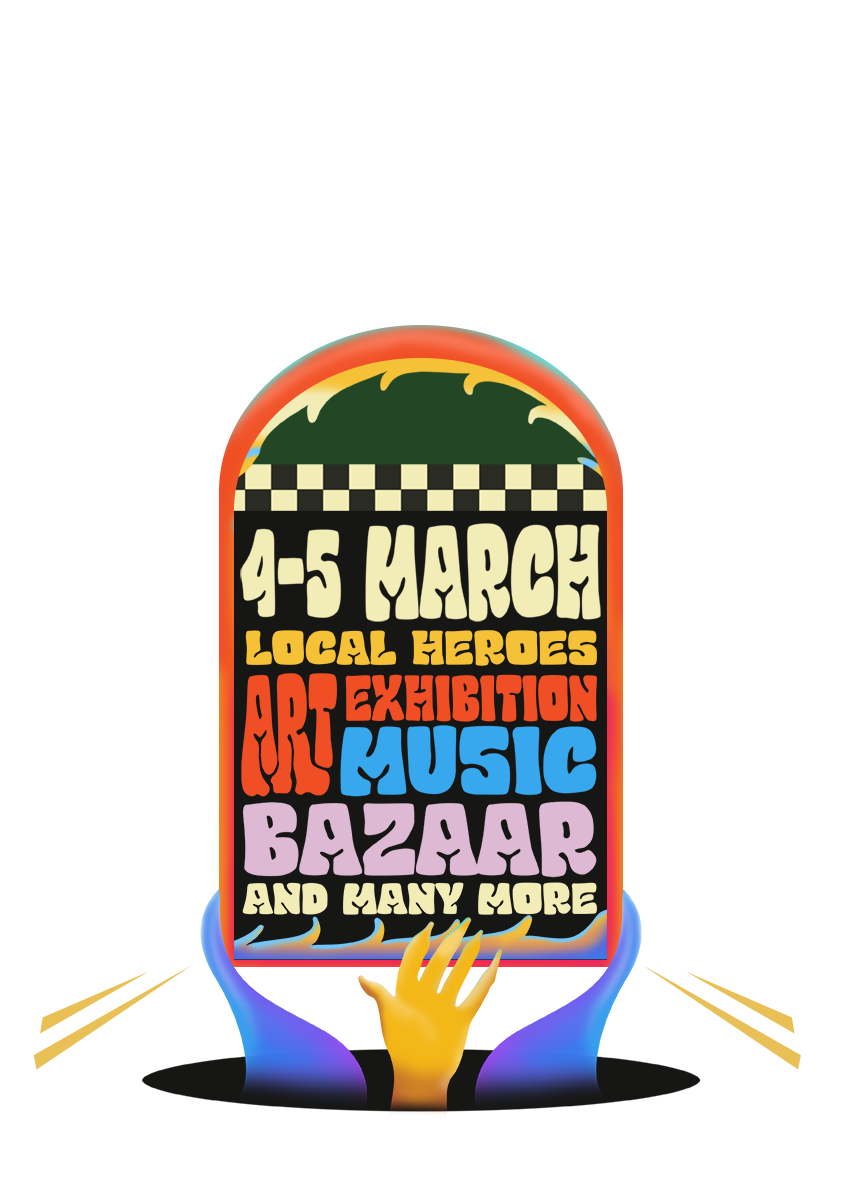 4-5 MARCH
LOCAL HEROES
ART EXHIBITION
MUSIC
BAZAAR
AND MANY MORE